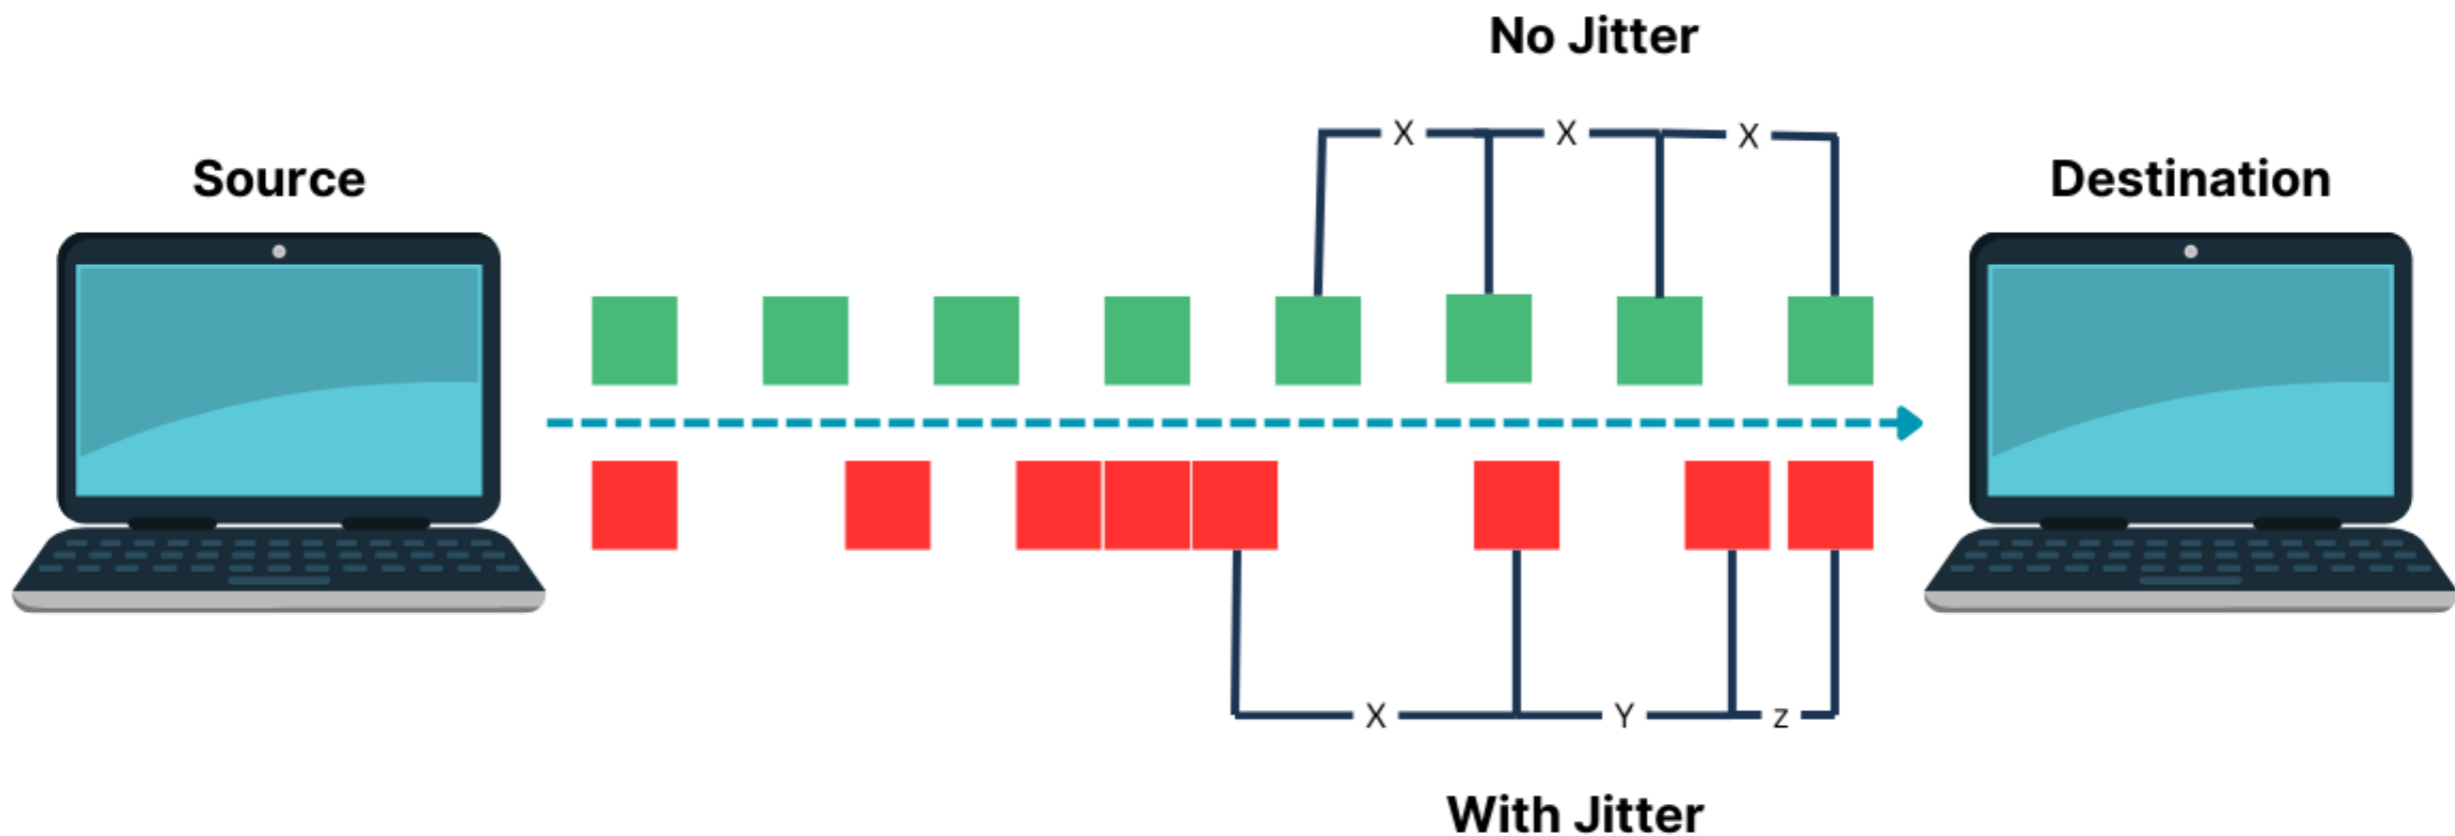 No Jitter
X
X
X
Source
Destination
X
Y
z
With Jitter